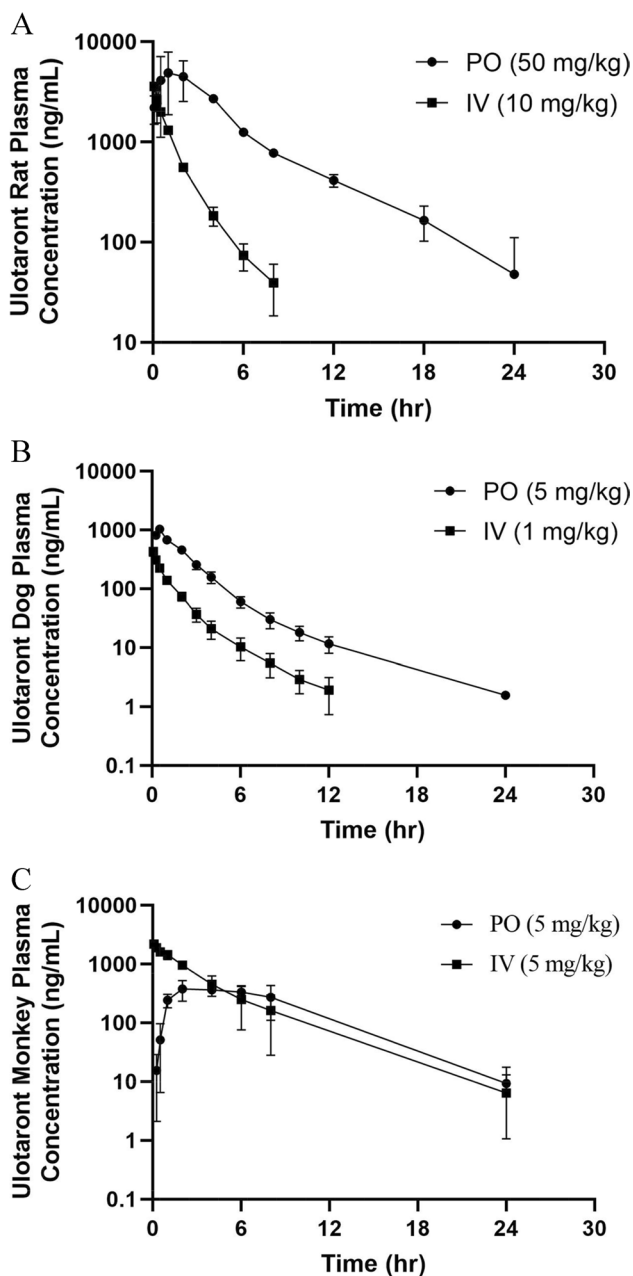 A
Ulotaront Rat Plasma
Concentration (ng/mL)
10000
1000
100
10
PO (50 mg/kg)
IV (10 mg/kg)
0 6 12 18 24 30
Time (hr)
B
Ulotaront Dog Plasma
Concentration (ng/mL)
10000
1000
100
10
1
0.1
PO (5 mg/kg)
IV (1 mg/kg)
0 6 12 18 24 30
Time (hr)
C
Ulotaront Monkey Plasma
Concentration (ng/mL)
10000
1000
100
10
1
0.1
PO (5 mg/kg)
IV (5 mg/kg)
0 6 12 18 24 30
Time (hr)